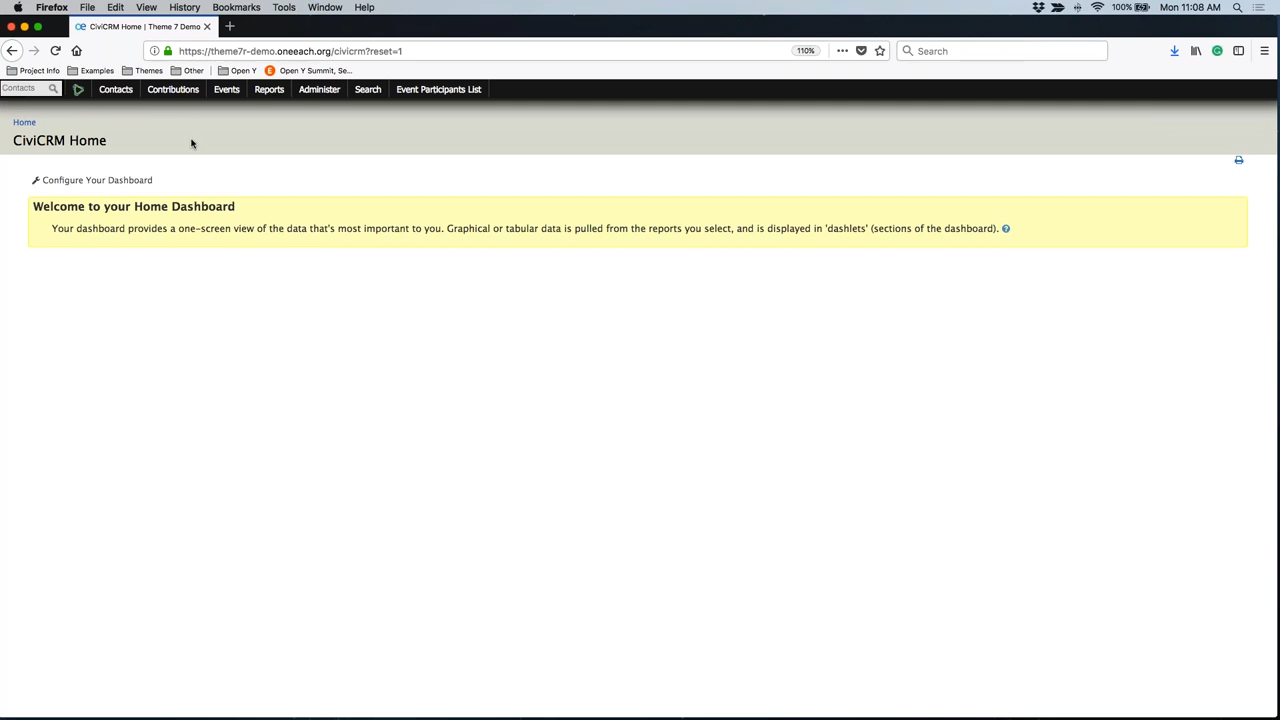 Firefox File Edit View History Bookmarks Tools Window Help 100% Mon 11:08 AM
CiviCRM Home | Theme 7 Demo
https://theme7r-demo.oneeach.org/civicrm?reset=1 110% Search
Project Info Examples Themes Other Open Y Open Y Summit, Se...
Contacts Contacts Contributions Events Reports Administer Search Event Participants List
Home
CiviCRM Home
Configure Your Dashboard
Welcome to your Home Dashboard
Your dashboard provides a one-screen view of the data that's most important to you. Graphical or tabular data is pulled from the reports you select, and is displayed in 'dashlets' (sections of the dashboard).